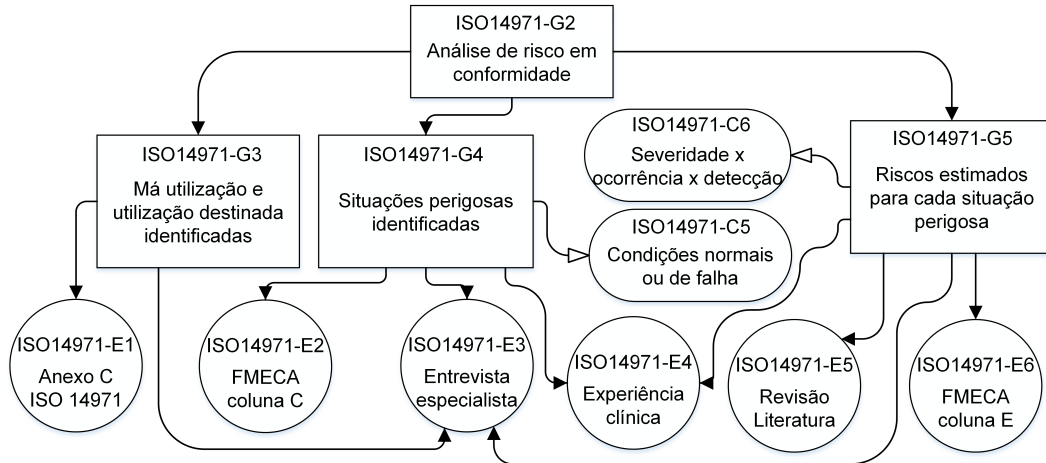 ISO14971-G2
Análise de risco em
conformidade
ISO14971-G3
Má utilização e
utilização destinada
identificadas
ISO14971-G4
Situações perigosas
identificadas
ISO14971-C6
Severidade x
ocorrência x detecção
ISO14971-C5
Condições normais
ou de falha
ISO14971-G5
Riscos estimados
para cada situação
perigosa
ISO14971-E1
Anexo C
ISO 14971
ISO14971-E2
FMECA
coluna C
ISO14971-E3
Entrevista
especialista
ISO14971-E4
Experiência
clínica
ISO14971-E5
Revisão
Literatura
ISO14971-E6
FMECA
coluna E